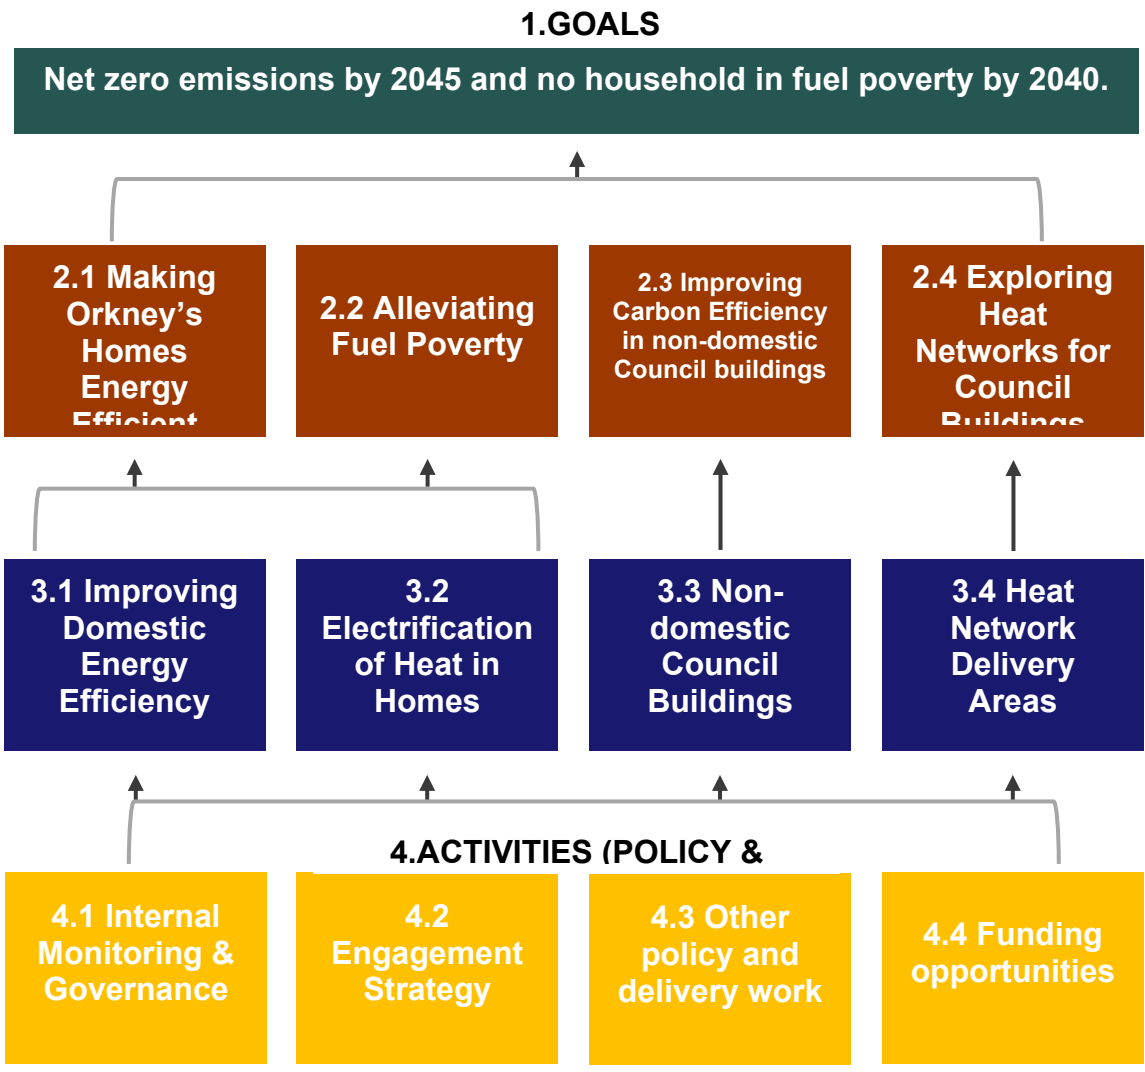 1.GOALS
Net zero emissions by 2045 and no household in fuel poverty by 2040.
2.1 Making
Orkney's
Homes
Energy
Efficient
2.2 Alleviating
Fuel Poverty
2.3 Improving
Carbon Efficiency
in non-domestic
Council buildings
2.4 Exploring
Heat
Networks for
Council
Buildings
3.1 Improving
Domestic
Energy
Efficiency
3.2
Electrification
of Heat in
Homes
3.3 Non-
domestic
Council
Buildings
3.4 Heat
Network
Delivery
Areas
4.ACTIVITIES (POLICY &
4.1 Internal
Monitoring &
Governance
4.2
Engagement
Strategy
4.3 Other
policy and
delivery work
4.4 Funding
opportunities